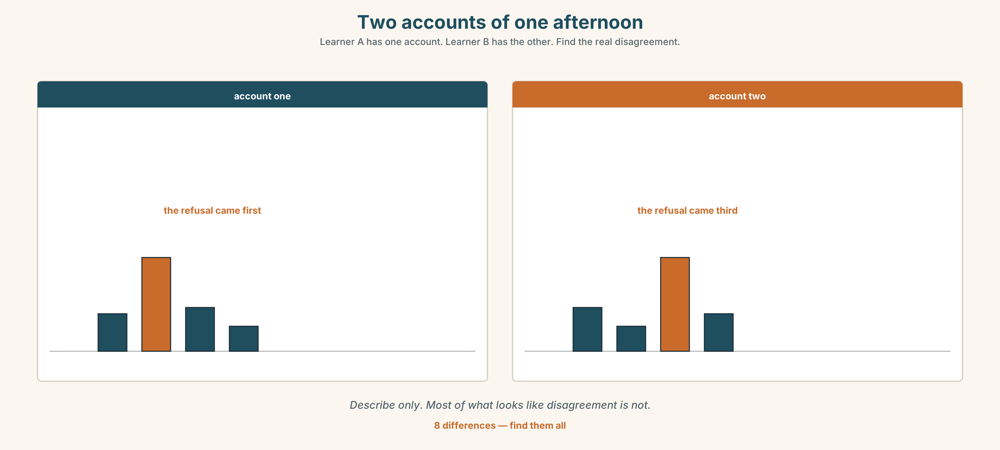 Two accounts of one afternoon
Learner A has one account. Learner B has the other. Find the real disagreement.
account one
the refusal came first
account two
the refusal came third
Describe only. Most of what looks like disagreement is not.
8 differences — find them all